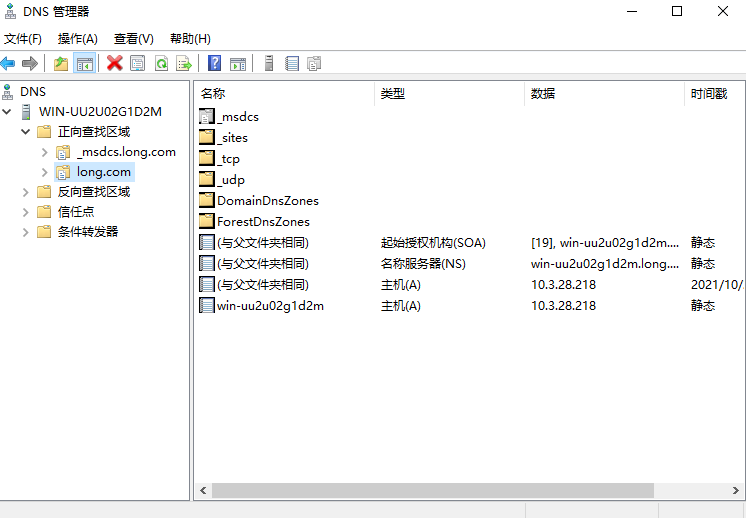 DNS 管理器
文件(F) 操作(A) 查看(V) 帮助(H)
DNS
WIN-UU2U02G1D2M
正向查找区域
_msdcs.long.com
long.com
反向查找区域
信任点
条件转发器
名称 类型 数据 时间戳
_msdcs
_sites
_tcp
_udp
DomainDnsZones
ForestDnsZones
(与父文件夹相同) 起始授权机构(SOA) [19], win-uu2u02g1d2m.... 静态
(与父文件夹相同) 名称服务器(NS) win-uu2u02g1d2m.long.... 静态
(与父文件夹相同) 主机(A) 10.3.28.218 2021/10/
win-uu2u02g1d2m 主机(A) 10.3.28.218 静态